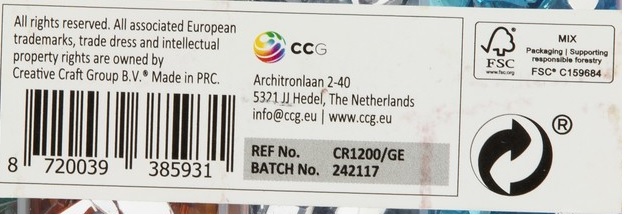 All rights reserved. All associated European
trademarks, trade dress and intellectual
property rights are owned by
Creative Craft Group B.V.® Made in PRC.
8 720039 385931
CCG
Architronlaan 2-40
5321 JJ Hedel, The Netherlands
info@ccg.eu | www.ccg.eu
REF No. CR1200/GE
BATCH No. 242117
FSC
www.fsc.org
MIX
Packaging | Supporting
responsible forestry
FSC® C159684
®